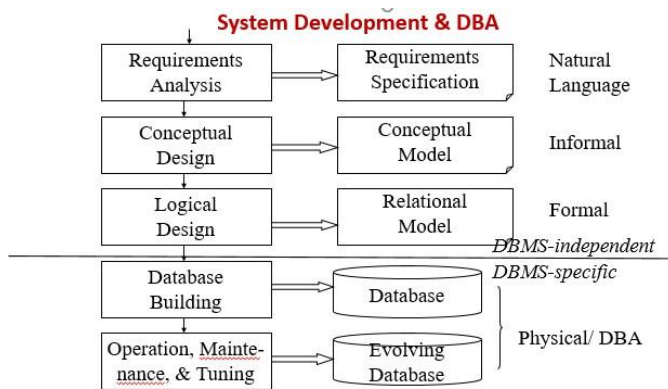 System Development & DBA
Requirements
Analysis
Requirements
Specification
Natural
Language
Conceptual
Design
Conceptual
Model
Informal
Logical
Design
Relational
Model
Formal
DBMS-independent
DBMS-specific
Database
Building
Database
Physical/ DBA
Operation, Mainte-
nance, & Tuning
Evolving
Database